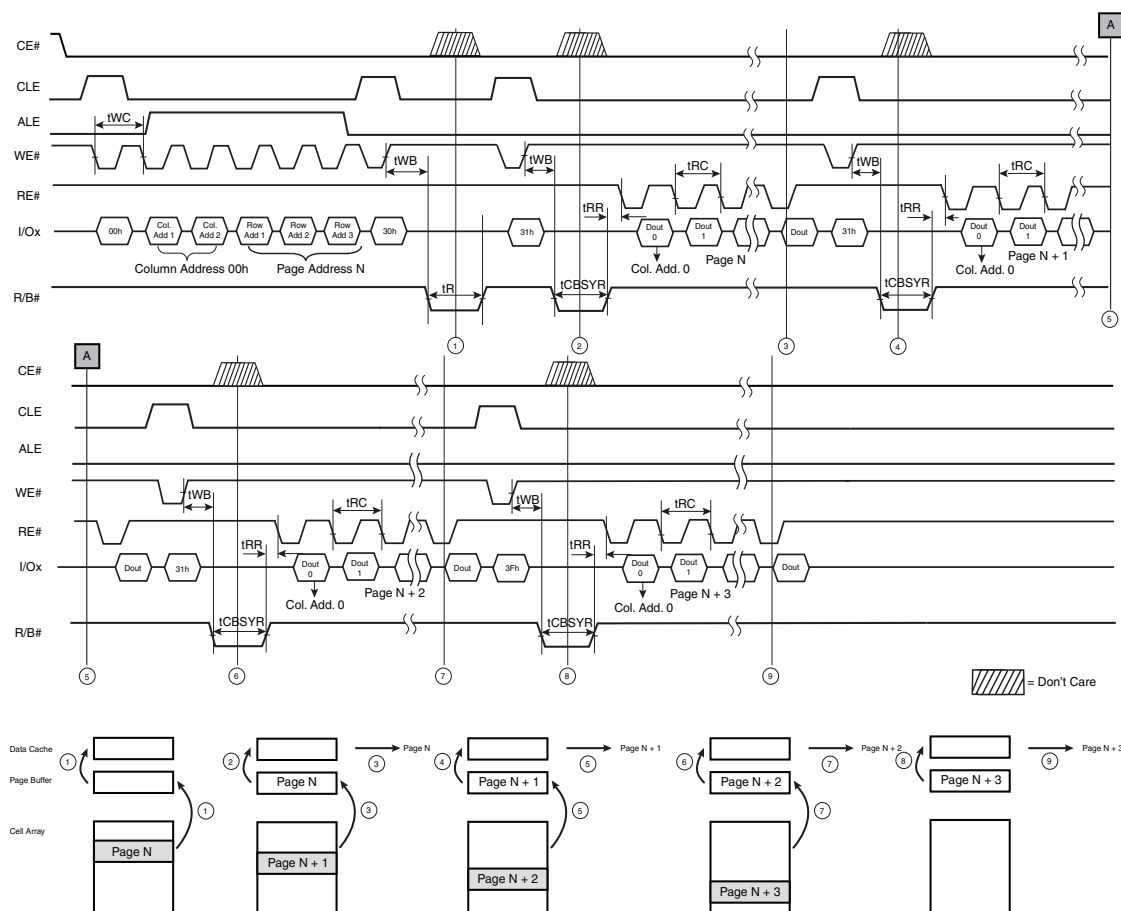 A
CE#
CLE
ALE
tWC
WE#
tWB
tWB
tWB
RE#
tRC
tRC
tRR
tRR
I/Ox
00h
Col. Add 1
Col. Add 2
Row Add 1
Row Add 2
Row Add 3
30h
31h
Dout 0
Dout 1
Dout
31h
Dout 0
Dout 1
Column Address 00h
Page Address N
Col. Add. 0
Page N
Col. Add. 0
Page N + 1
R/B#
tR
tCBSYR
tCBSYR
1
2
3
4
5
A
CE#
CLE
ALE
WE#
tWB
tWB
RE#
tRC
tRC
tRR
tRR
I/Ox
Dout
31h
Dout 0
Dout 1
Dout
3Fh
Dout 0
Dout 1
Dout
Col. Add. 0
Page N + 2
Col. Add. 0
Page N + 3
R/B#
tCBSYR
tCBSYR
5
6
7
8
9
= Don't Care
Data Cache
Page Buffer
Cell Array
1
1
Page N
2
Page N
3
Page N
3
Page N + 1
4
Page N + 1
5
Page N + 1
5
Page N + 2
6
Page N + 2
7
Page N + 2
7
Page N + 3
8
Page N + 3
9
Page N + 3